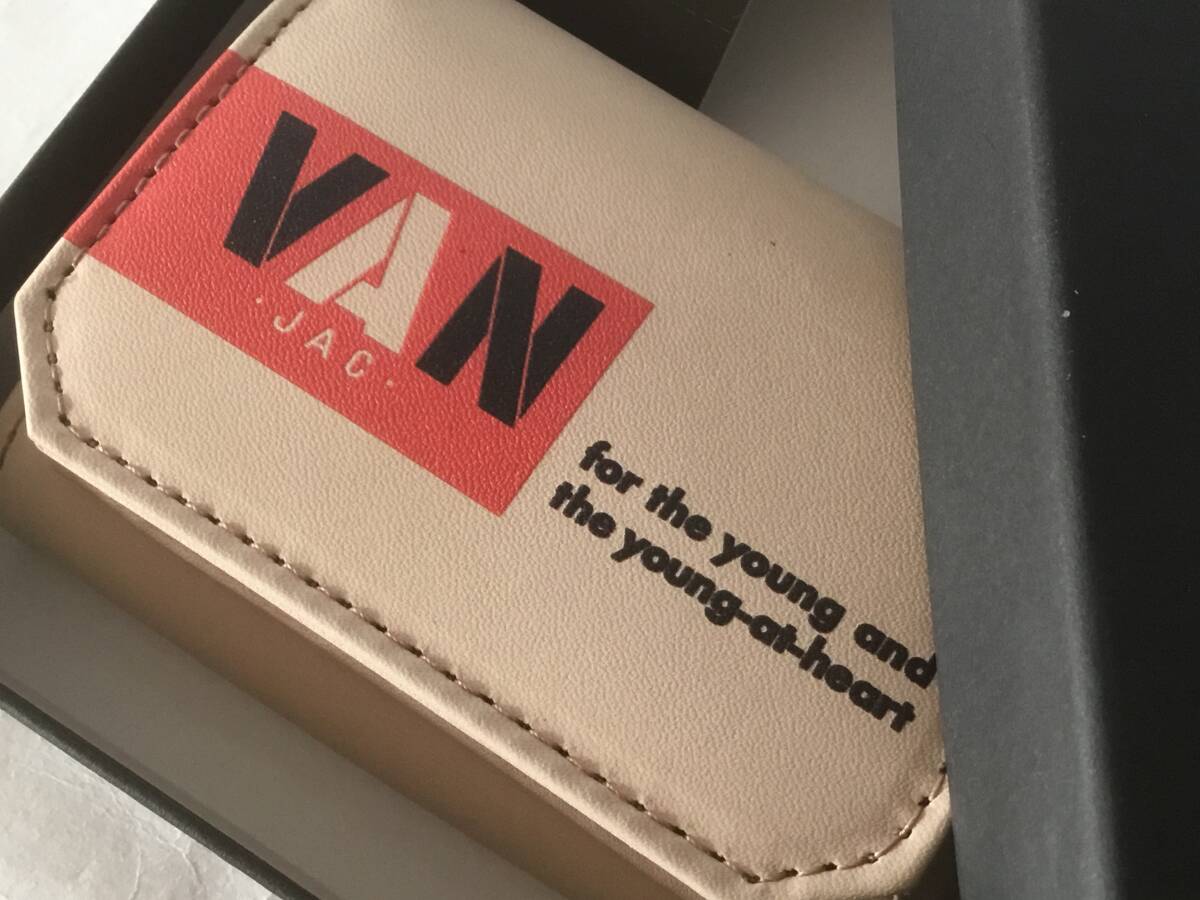 VAN
·JAC·
for the young and
the young-at-heart